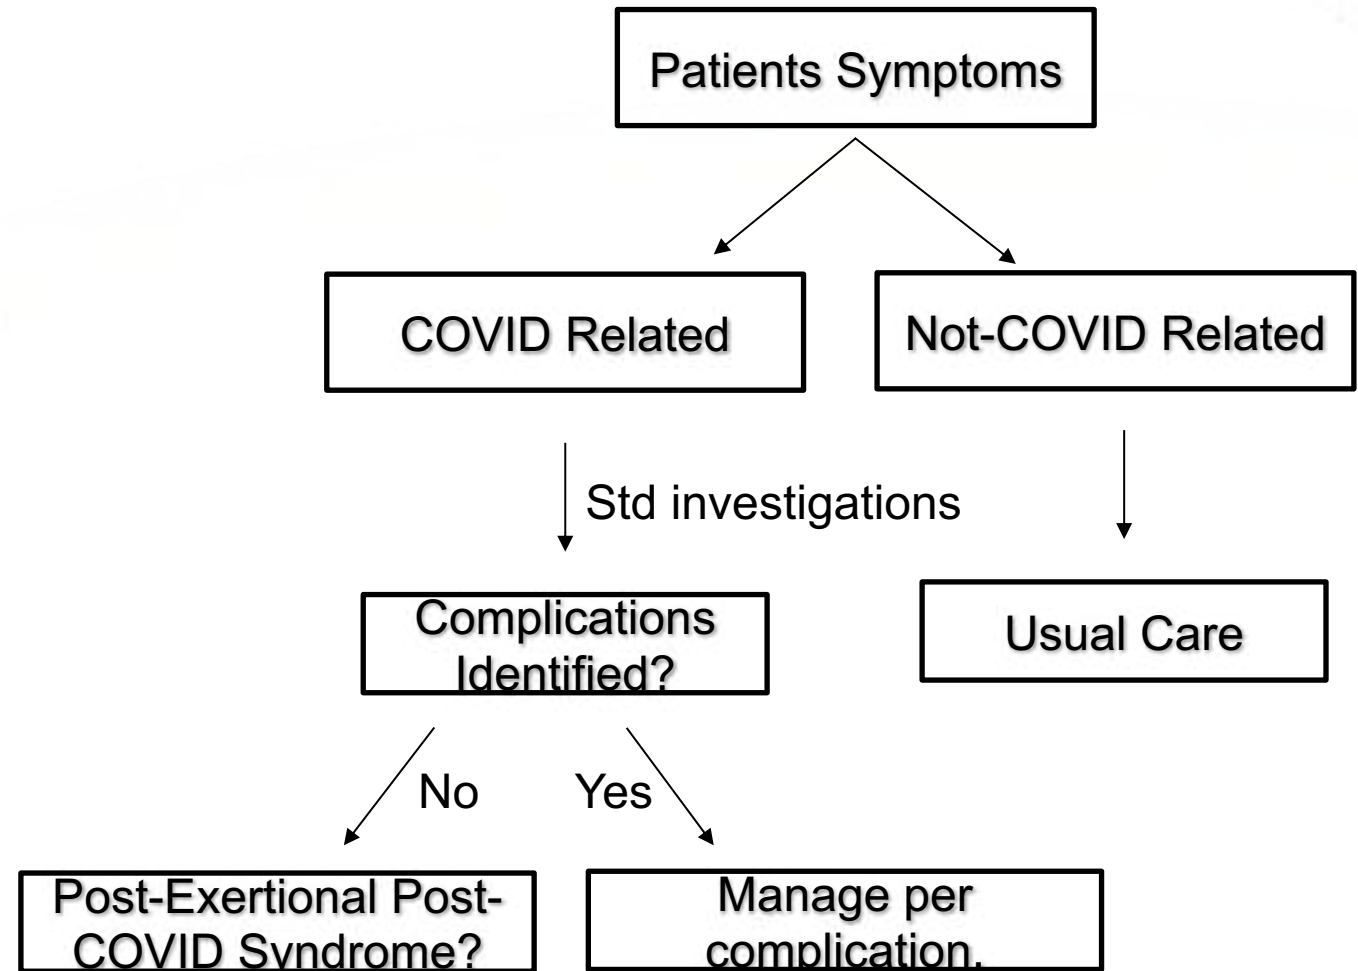 Patients Symptoms
COVID Related
Not-COVID Related
Std investigations
Complications
Identified?
Usual Care
No
Yes
Post-Exertional Post-
COVID Syndrome?
Manage per
complication.